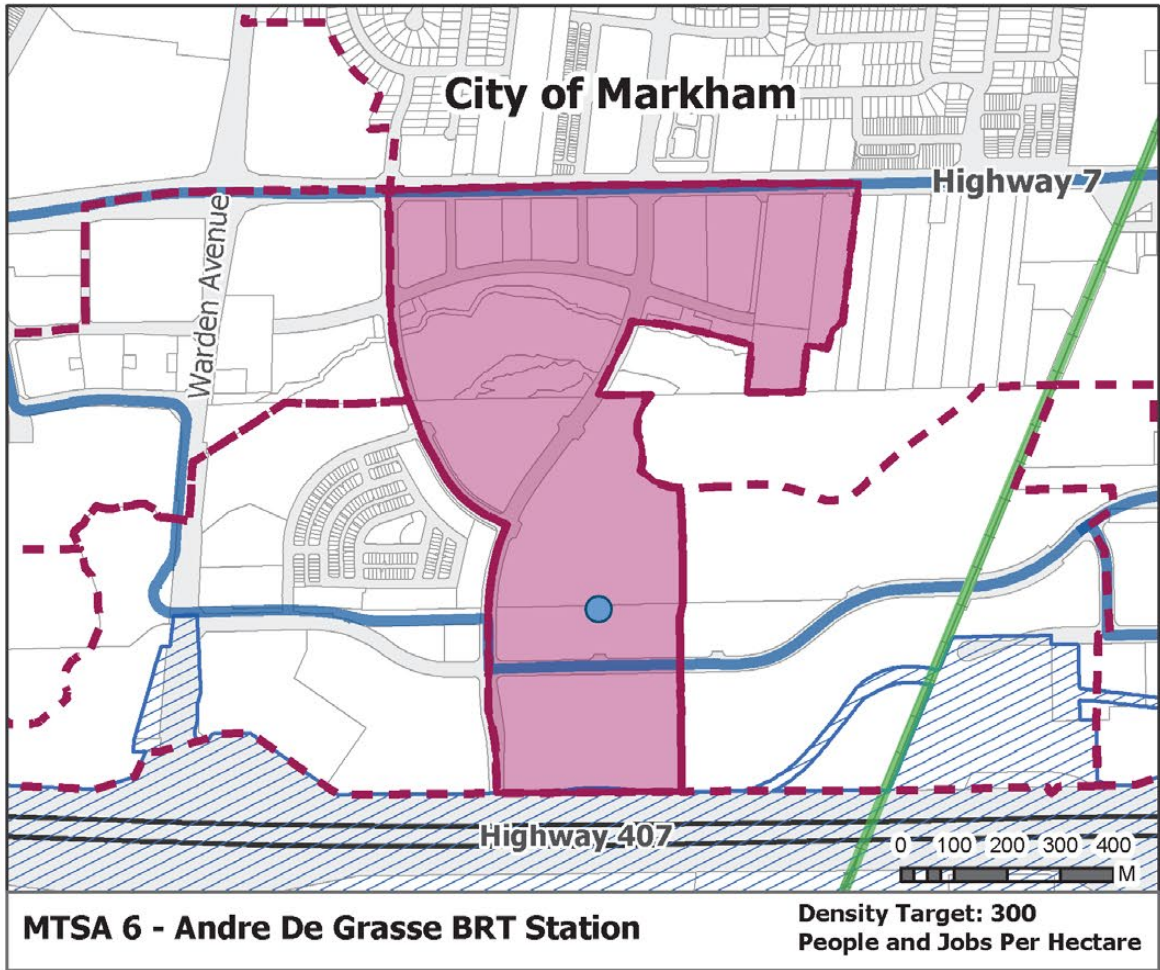 City of Markham
Highway 7
Warden Avenue
Highway 407
0 100 200 300 400
M
MTSA 6 - Andre De Grasse BRT Station
Density Target: 300
People and Jobs Per Hectare